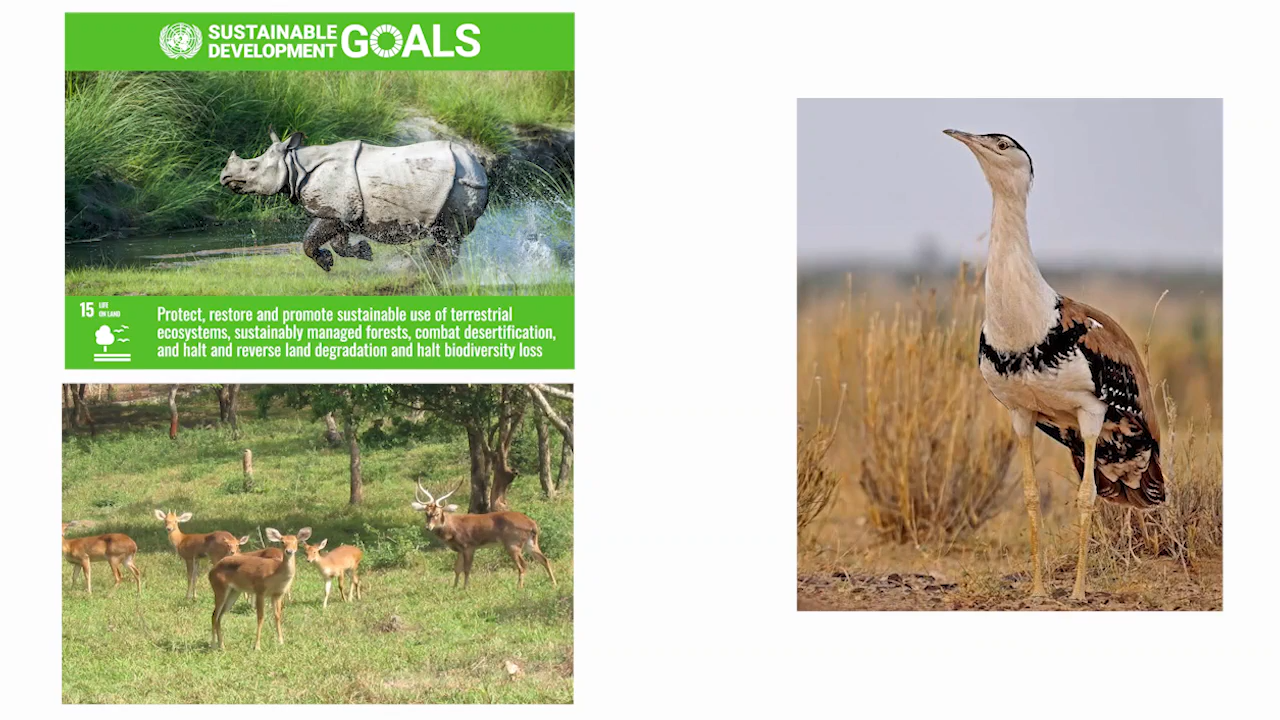 SUSTAINABLE
DEVELOPMENT
GOALS
15 LIFE
ON LAND
Protect, restore and promote sustainable use of terrestrial
ecosystems, sustainably managed forests, combat desertification,
and halt and reverse land degradation and halt biodiversity loss